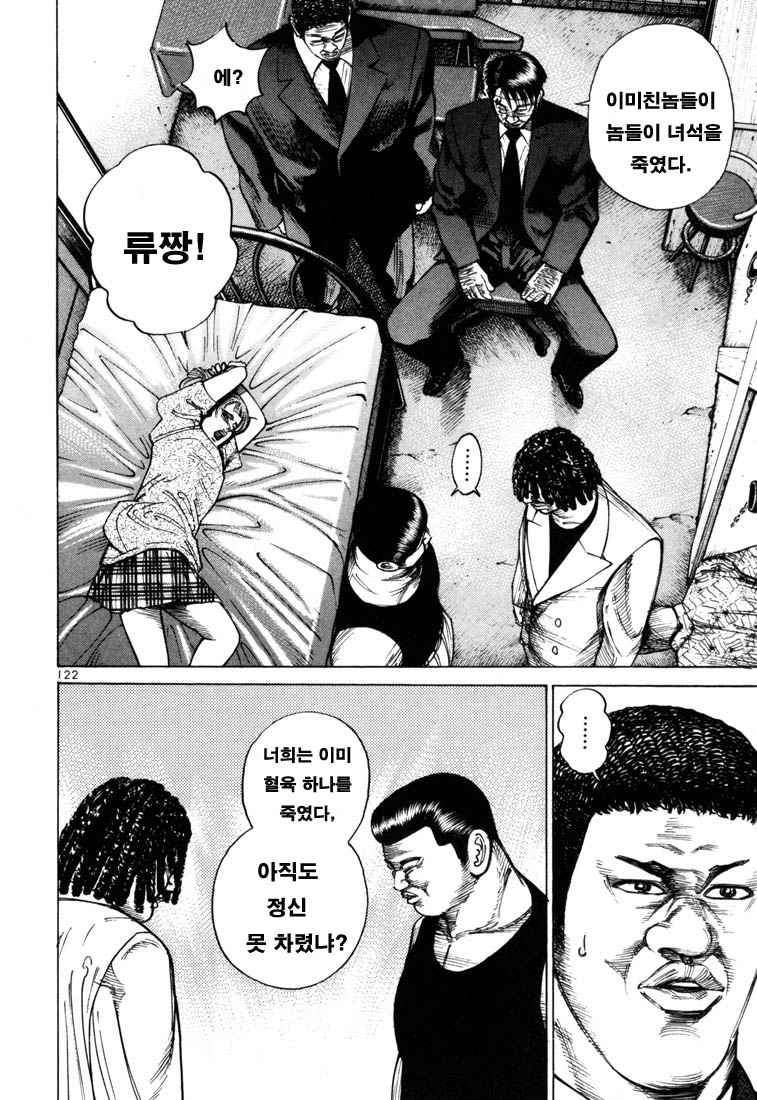 이미친놈들이
놈들이 녀석을
죽였다.
에?
류짱!
......
122
......
너희는 이미
혈육 하나를
죽였다,
아직도
정신
못 차렸냐?